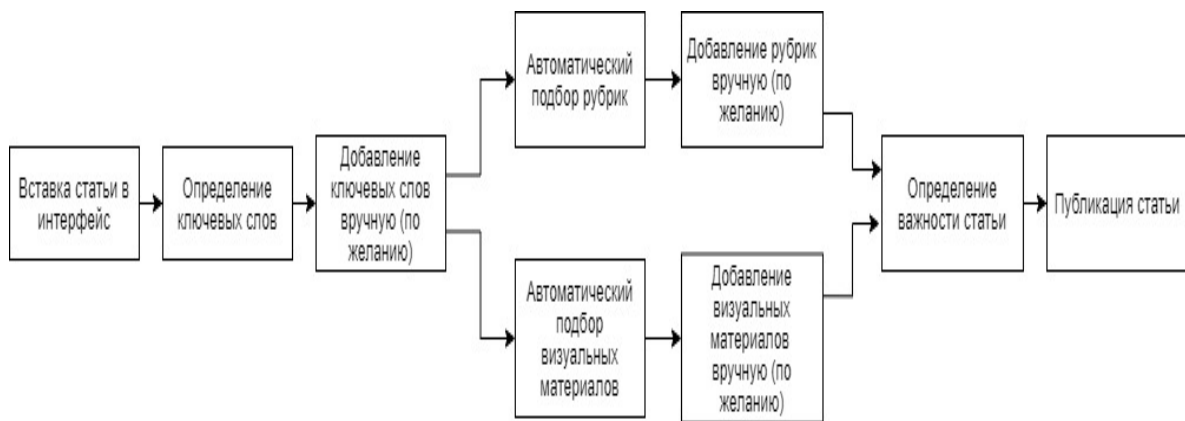 Вставка статьи в
интерфейс
Определение
ключевых слов
Добавление
ключевых слов
вручную (по
желанию)
Автоматический
подбор рубрик
Добавление рубрик
вручную (по
желанию)
Автоматический
подбор
визуальных
материалов
Добавление
визуальных
материалов
вручную (по
желанию)
Определение
важности статьи
Публикация статьи